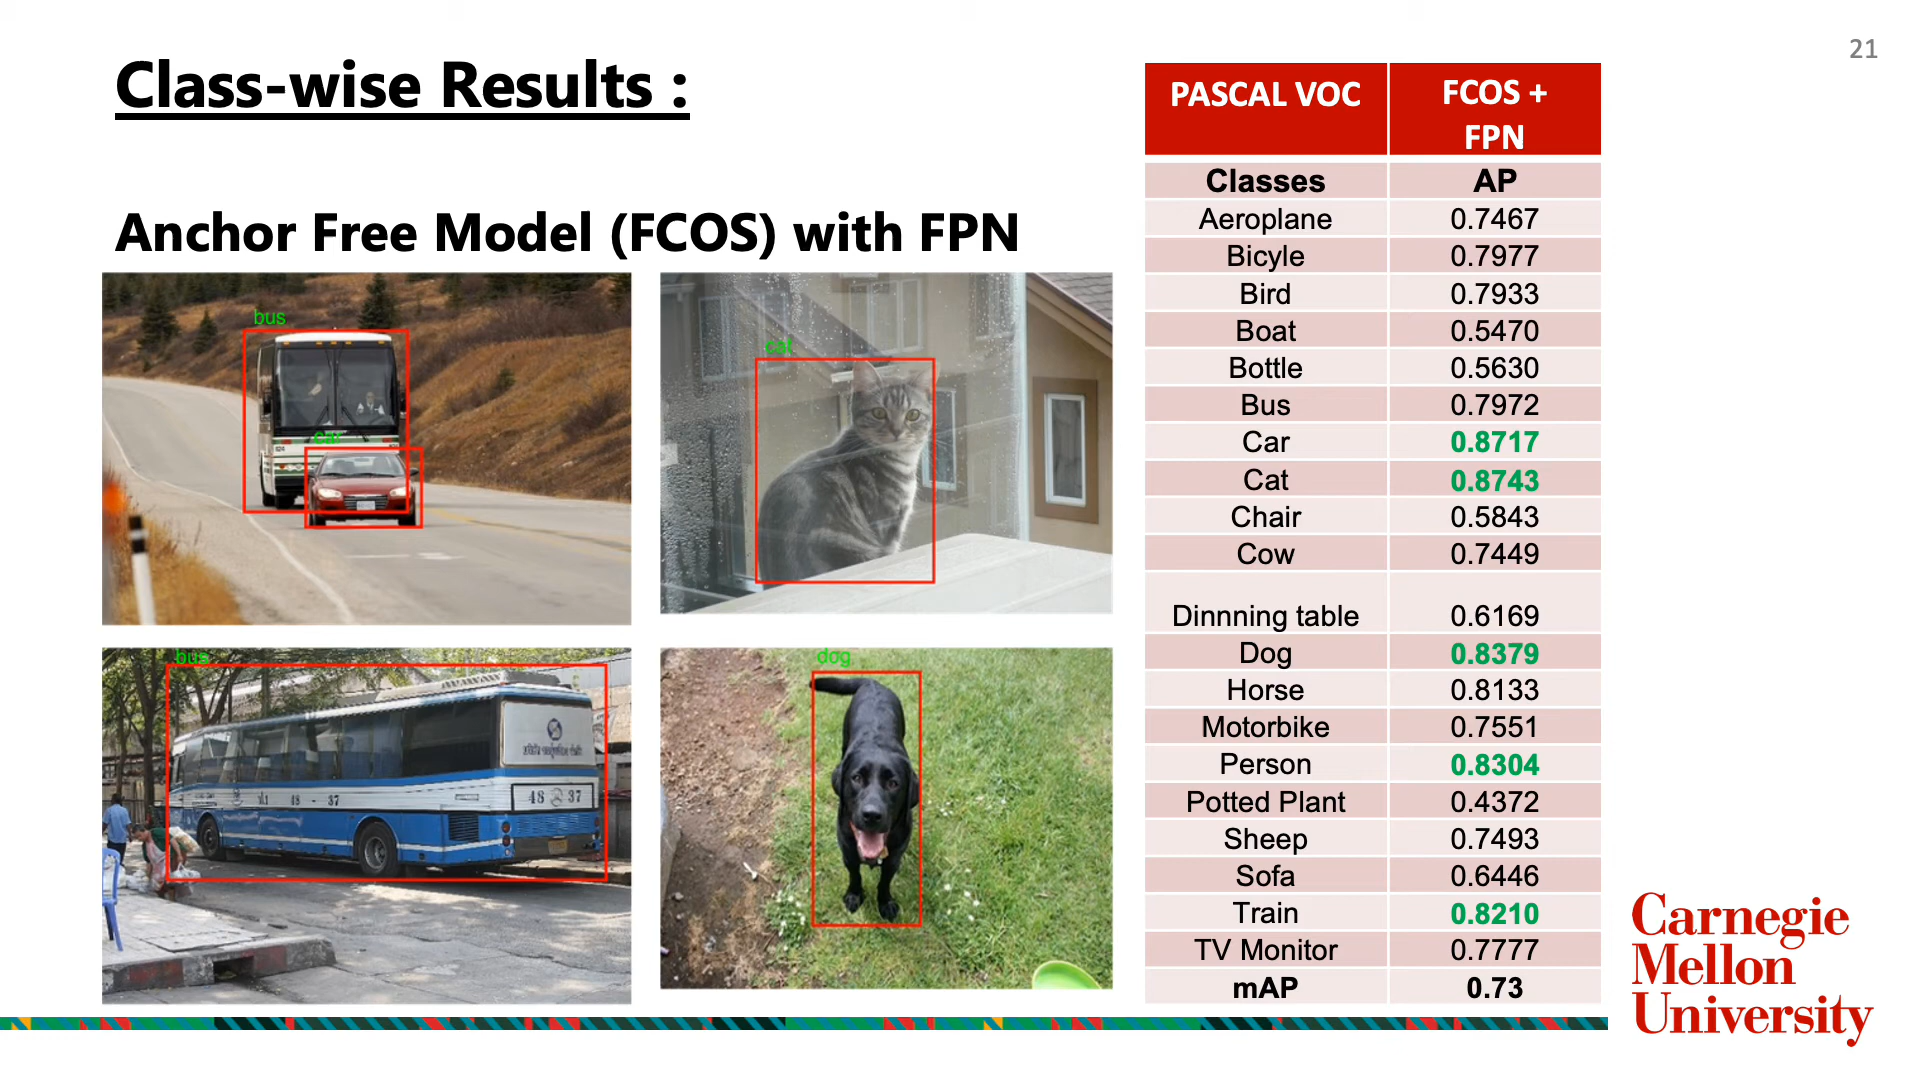 21
Class-wise Results :
Anchor Free Model (FCOS) with FPN
bus
car
cat
bus
48 - 37
48 37
dog
PASCAL VOC FCOS +
FPN
Classes AP
Aeroplane 0.7467
Bicyle 0.7977
Bird 0.7933
Boat 0.5470
Bottle 0.5630
Bus 0.7972
Car 0.8717
Cat 0.8743
Chair 0.5843
Cow 0.7449
Dinnning table 0.6169
Dog 0.8379
Horse 0.8133
Motorbike 0.7551
Person 0.8304
Potted Plant 0.4372
Sheep 0.7493
Sofa 0.6446
Train 0.8210
TV Monitor 0.7777
mAP 0.73
Carnegie
Mellon
University